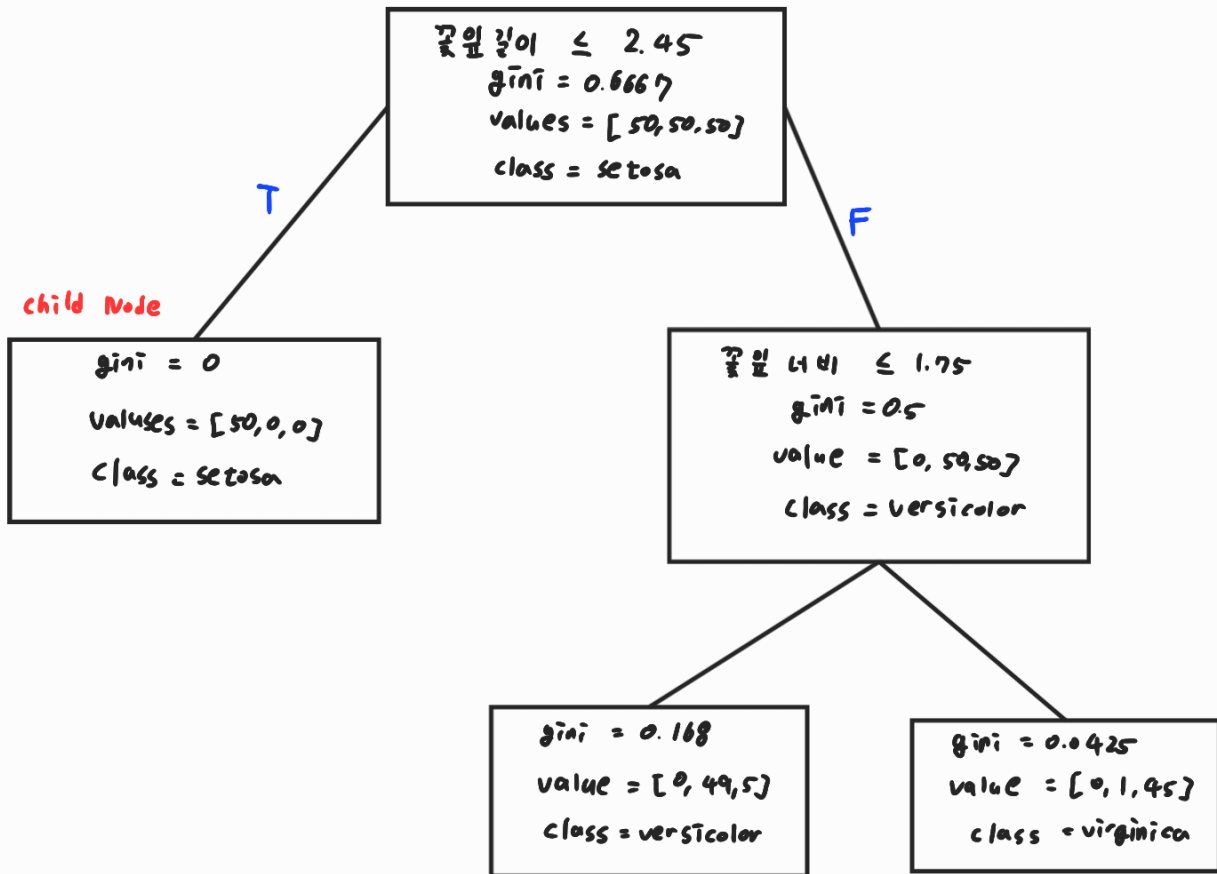 꽃잎길이 ≤ 2.45
gini = 0.6667
values = [50,50,50]
class = setosa
T
F
child Node
gini = 0
valuses = [50,0,0]
class = setosa
꽃잎 너비 ≤ 1.75
gini = 0.5
value = [0,50,50]
class = versicolor
gini = 0.168
value = [0,49,5]
class = versicolor
gini = 0.0425
value = [0,1,45]
class = virginica